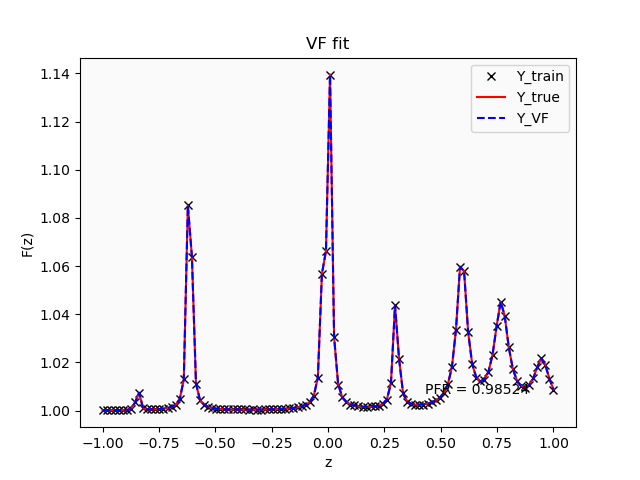 VF fit
Y_train
Y_true
Y_VF
1.14
1.12
1.10
1.08
1.06
1.04
1.02
1.00
F(z)
PFE = 0.98524
−1.00 −0.75 −0.50 −0.25 0.00 0.25 0.50 0.75 1.00
z